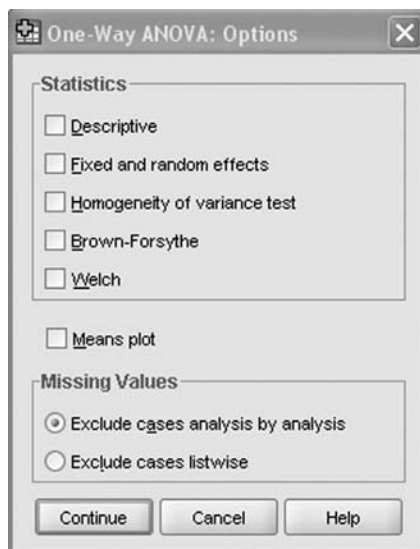 One-Way ANOVA: Options
Statistics
Descriptive
Fixed and random effects
Homogeneity of variance test
Brown-Forsythe
Welch
Means plot
Missing Values
Exclude cases analysis by analysis
Exclude cases listwise
Continue Cancel Help